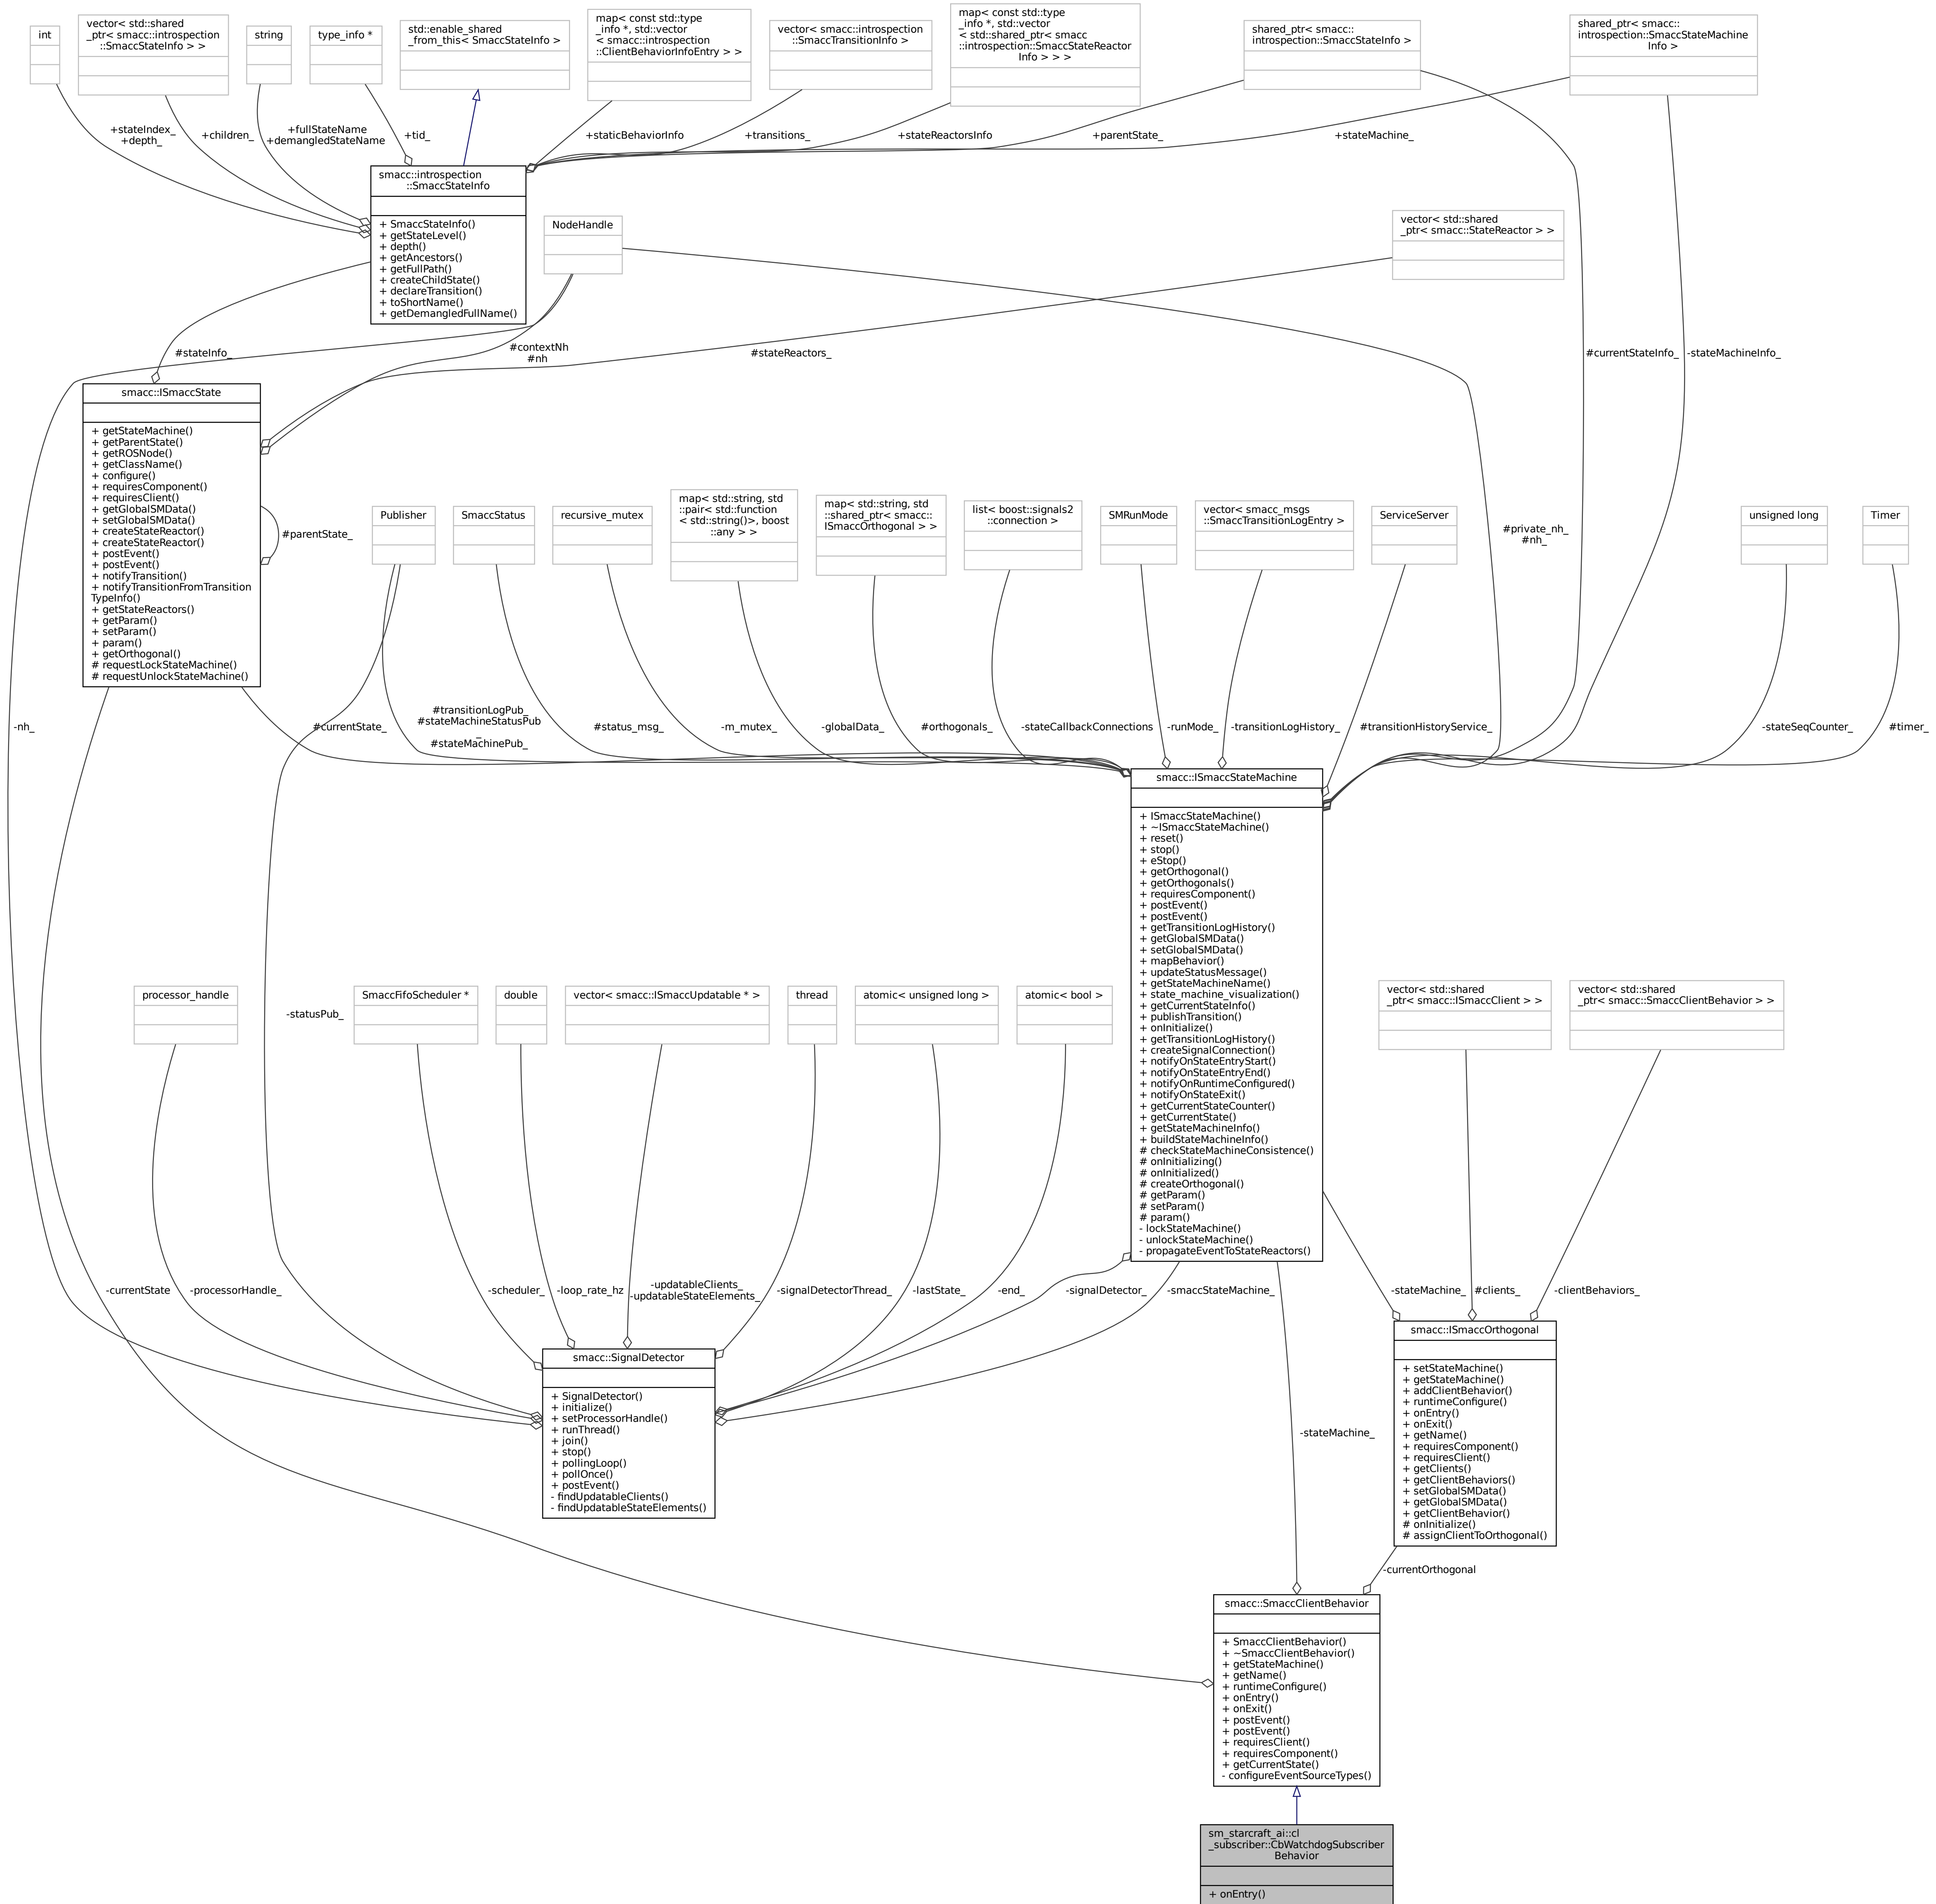 int
vector< std::shared
_ptr< smacc::introspection
::SmaccStateInfo > >
string
type_info *
std::enable_shared
_from_this< SmaccStateInfo >
map< const std::type
_info *, std::vector
< smacc::introspection
::ClientBehaviorInfoEntry > >
vector< smacc::introspection
::SmaccTransitionInfo >
map< const std::type
_info *, std::vector
< std::shared_ptr< smacc
::introspection::SmaccStateReactor
Info > > >
shared_ptr< smacc::
introspection::SmaccStateInfo >
shared_ptr< smacc::
introspection::SmaccStateMachine
Info >
+stateIndex_
+depth_
+children_
+fullStateName
+demangledStateName
+tid_
+staticBehaviorInfo
+transitions_
+stateReactorsInfo
+parentState_
+stateMachine_
smacc::introspection
::SmaccStateInfo
+ SmaccStateInfo()
+ getStateLevel()
+ depth()
+ getAncestors()
+ getFullPath()
+ createChildState()
+ declareTransition()
+ toShortName()
+ getDemangledFullName()
NodeHandle
vector< std::shared
_ptr< smacc::StateReactor > >
#stateInfo_
#contextNh
#nh
#stateReactors_
#currentStateInfo_
-stateMachineInfo_
smacc::ISmaccState
+ getStateMachine()
+ getParentState()
+ getROSNode()
+ getClassName()
+ configure()
+ requiresComponent()
+ requiresClient()
+ getGlobalSMData()
+ setGlobalSMData()
+ createStateReactor()
+ createStateReactor()
+ postEvent()
+ postEvent()
+ notifyTransition()
+ notifyTransitionFromTransition
TypeInfo()
+ getStateReactors()
+ getParam()
+ setParam()
+ param()
+ getOrthogonal()
# requestLockStateMachine()
# requestUnlockStateMachine()
#parentState_
Publisher
SmaccStatus
recursive_mutex
map< std::string, std
::pair< std::function
< std::string()>, boost
::any > >
map< std::string, std
::shared_ptr< smacc::
ISmaccOrthogonal > >
list< boost::signals2
::connection >
SMRunMode
vector< smacc_msgs
::SmaccTransitionLogEntry >
ServiceServer
#private_nh_
#nh_
unsigned long
Timer
-nh_
#currentState_
#transitionLogPub_
#stateMachineStatusPub
_
#stateMachinePub_
#status_msg_
-m_mutex_
-globalData_
#orthogonals_
-stateCallbackConnections
-runMode_
-transitionLogHistory_
#transitionHistoryService_
-stateSeqCounter_
#timer_
smacc::ISmaccStateMachine
+ ISmaccStateMachine()
+ ~ISmaccStateMachine()
+ reset()
+ stop()
+ eStop()
+ getOrthogonal()
+ getOrthogonals()
+ requiresComponent()
+ postEvent()
+ postEvent()
+ getTransitionLogHistory()
+ getGlobalSMData()
+ setGlobalSMData()
+ mapBehavior()
+ updateStatusMessage()
+ getStateMachineName()
+ state_machine_visualization()
+ getCurrentStateInfo()
+ publishTransition()
+ onInitialize()
+ getTransitionLogHistory()
+ createSignalConnection()
+ notifyOnStateEntryStart()
+ notifyOnStateEntryEnd()
+ notifyOnRuntimeConfigured()
+ notifyOnStateExit()
+ getCurrentStateCounter()
+ getCurrentState()
+ getStateMachineInfo()
+ buildStateMachineInfo()
# checkStateMachineConsistence()
# onInitializing()
# onInitialized()
# createOrthogonal()
# getParam()
# setParam()
# param()
- lockStateMachine()
- unlockStateMachine()
- propagateEventToStateReactors()
processor_handle
-statusPub_
SmaccFifoScheduler *
double
vector< smacc::ISmaccUpdatable * >
thread
atomic< unsigned long >
atomic< bool >
vector< std::shared
_ptr< smacc::ISmaccClient > >
vector< std::shared
_ptr< smacc::SmaccClientBehavior > >
-currentState
-processorHandle_
-scheduler_
-loop_rate_hz
-updatableClients_
-updatableStateElements_
-signalDetectorThread_
-lastState_
-end_
-signalDetector_
-smaccStateMachine_
-stateMachine_
#clients_
-clientBehaviors_
smacc::SignalDetector
+ SignalDetector()
+ initialize()
+ setProcessorHandle()
+ runThread()
+ join()
+ stop()
+ pollingLoop()
+ pollOnce()
+ postEvent()
- findUpdatableClients()
- findUpdatableStateElements()
-stateMachine_
smacc::ISmaccOrthogonal
+ setStateMachine()
+ getStateMachine()
+ addClientBehavior()
+ runtimeConfigure()
+ onEntry()
+ onExit()
+ getName()
+ requiresComponent()
+ requiresClient()
+ getClients()
+ getClientBehaviors()
+ setGlobalSMData()
+ getGlobalSMData()
+ getClientBehavior()
# onInitialize()
# assignClientToOrthogonal()
-currentOrthogonal
smacc::SmaccClientBehavior
+ SmaccClientBehavior()
+ ~SmaccClientBehavior()
+ getStateMachine()
+ getName()
+ runtimeConfigure()
+ onEntry()
+ onExit()
+ postEvent()
+ postEvent()
+ requiresClient()
+ requiresComponent()
+ getCurrentState()
- configureEventSourceTypes()
sm_starcraft_ai::cl
_subscriber::CbWatchdogSubscriber
Behavior
+ onEntry()